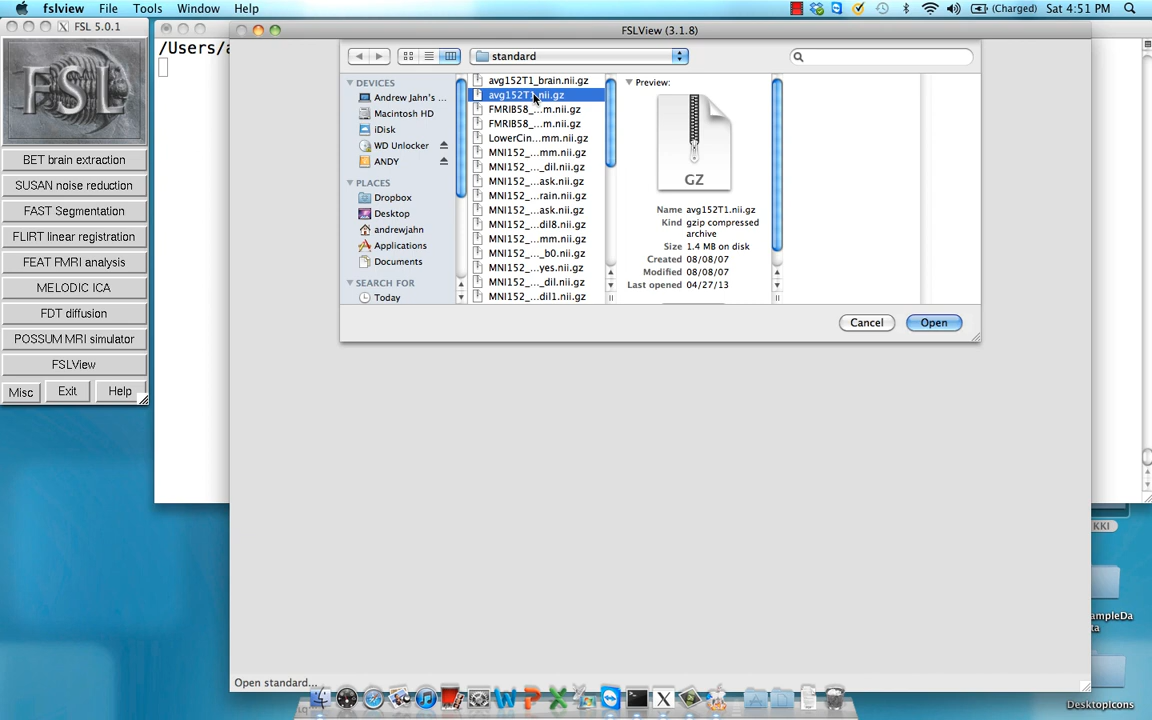 fslview File Tools Window Help
(Charged) Sat 4:51 PM
FSL 5.0.1
FSL
BET brain extraction
SUSAN noise reduction
FAST Segmentation
FLIRT linear registration
FEAT FMRI analysis
MELODIC ICA
FDT diffusion
POSSUM MRI simulator
FSLView
Misc Exit Help
/Users/a
FSLView (3.1.8)
standard
DEVICES
Andrew Jahn's ...
Macintosh HD
iDisk
WD Unlocker
ANDY
PLACES
Dropbox
Desktop
andrewjahn
Applications
Documents
SEARCH FOR
Today
avg152T1_brain.nii.gz
avg152T1.nii.gz
FMRIB58_...m.nii.gz
FMRIB58_...m.nii.gz
LowerCin...mm.nii.gz
MNI152_...mm.nii.gz
MNI152_..._dil.nii.gz
MNI152_...ask.nii.gz
MNI152_...rain.nii.gz
MNI152_...ask.nii.gz
MNI152_...dil8.nii.gz
MNI152_...mm.nii.gz
MNI152_..._b0.nii.gz
MNI152_...yes.nii.gz
MNI152_..._dil.nii.gz
MNI152_...dil1.nii.gz
Preview:
GZ
Name avg152T1.nii.gz
Kind gzip compressed
archive
Size 1.4 MB on disk
Created 08/08/07
Modified 08/08/07
Last opened 04/27/13
Cancel Open
KKI
ampleDa
ta
DesktopIcons
Open standard...